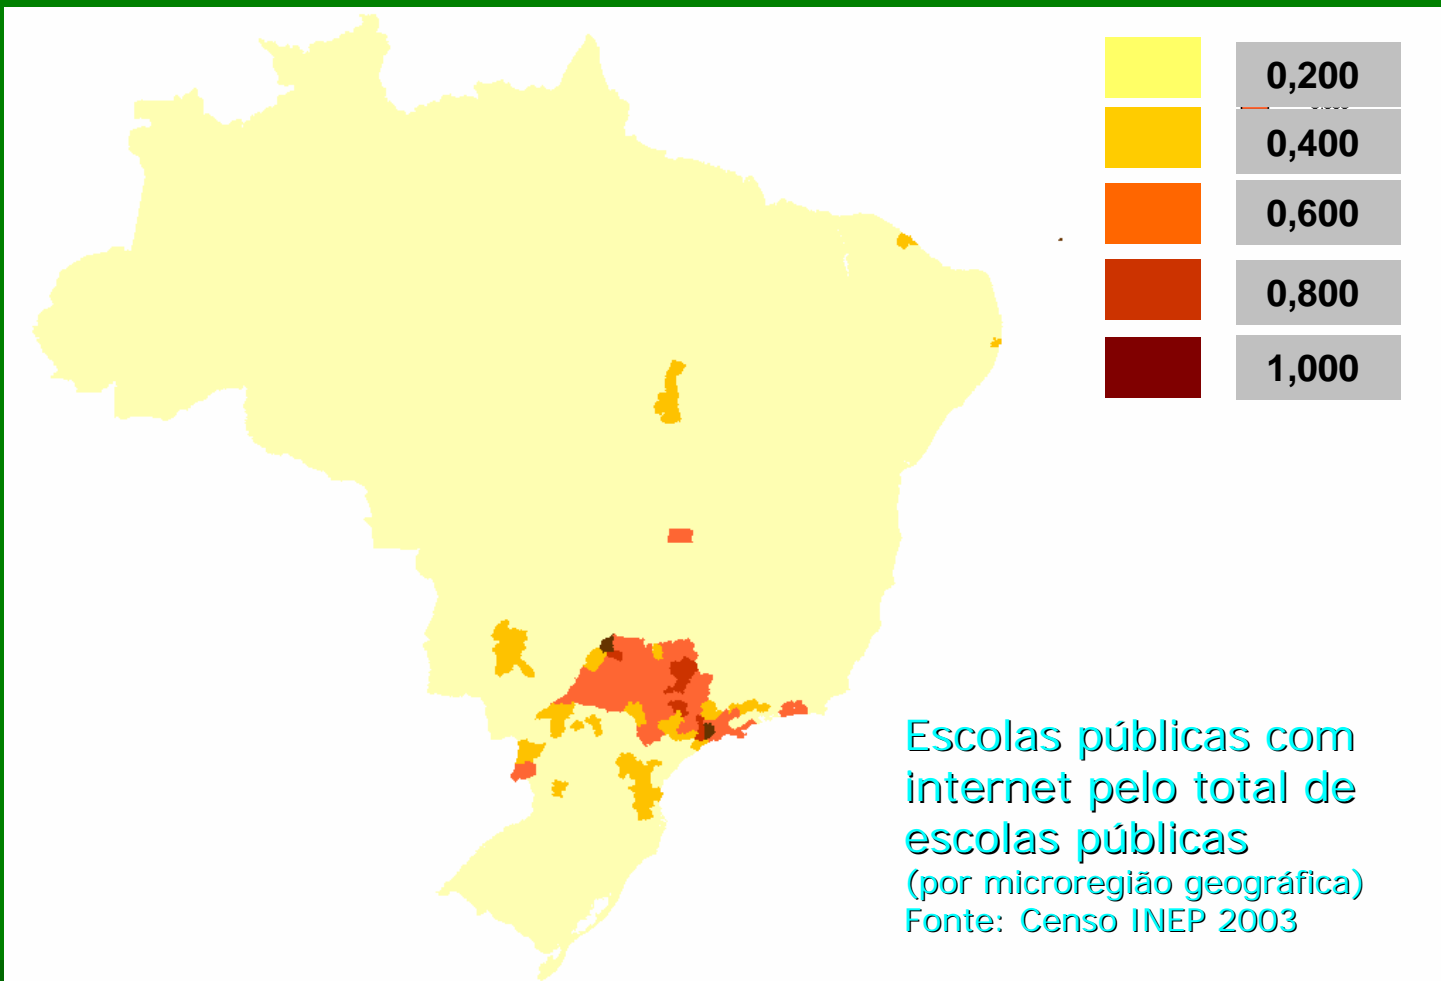 0,200
0,400
0,600
0,800
1,000
Escolas públicas com
internet pelo total de
escolas públicas
(por microregião geográfica)
Fonte: Censo INEP 2003